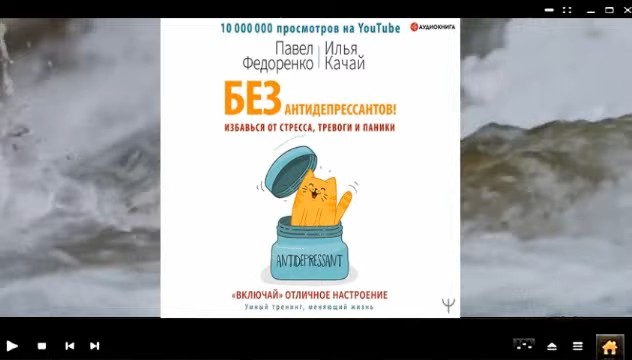 10 000 000 просмотров на YouTube
АУДИОКНИГА
Павел Федоренко
Илья Качай
БЕЗ АНТИДЕПРЕССАНТОВ!
ИЗБАВЬСЯ ОТ СТРЕССА, ТРЕВОГИ И ПАНИКИ
ANTIDEPRESSANT
«ВКЛЮЧАЙ» ОТЛИЧНОЕ НАСТРОЕНИЕ
Умный тренинг, меняющий жизнь